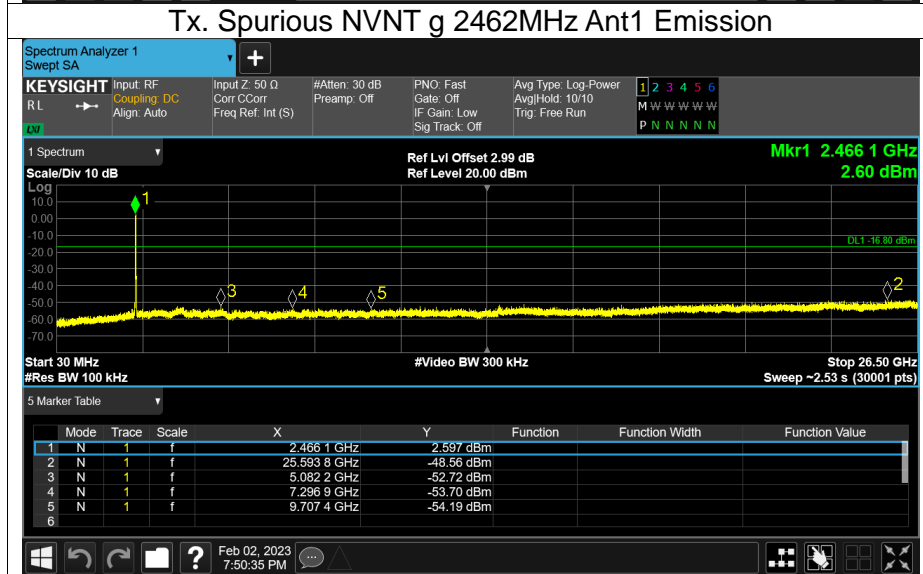 Tx. Spurious NVNT g 2462MHz Ant1 Emission
Spectrum Analyzer 1
Swept SA
+
KEYSIGHT Input: RF Input Z: 50 Ω #Atten: 30 dB PNO: Fast Avg Type: Log-Power 1 2 3 4 5 6
RL Coupling: DC Corr CCorr Preamp: Off Gate: Off Avg|Hold: 10/10 M W W W W W
Align: Auto Freq Ref: Int (S) IF Gain: Low Trig: Free Run
LXI Sig Track: Off P N N N N N
1 Spectrum Ref Lvl Offset 2.99 dB Mkr1 2.466 1 GHz
Scale/Div 10 dB Ref Level 20.00 dBm 2.60 dBm
Log
10.0
1
0.00
-10.0
DL1 -16.80 dBm
-20.0
-30.0
-40.0
3 4 5 2
-50.0
-60.0
-70.0
Start 30 MHz #Video BW 300 kHz Stop 26.50 GHz
#Res BW 100 kHz Sweep ~2.53 s (30001 pts)
5 Marker Table
Mode Trace Scale X Y Function Function Width Function Value
1 N 1 f 2.466 1 GHz 2.597 dBm
2 N 1 f 25.593 8 GHz -48.56 dBm
3 N 1 f 5.082 2 GHz -52.72 dBm
4 N 1 f 7.296 9 GHz -53.70 dBm
5 N 1 f 9.707 4 GHz -54.19 dBm
6
? Feb 02, 2023
7:50:35 PM